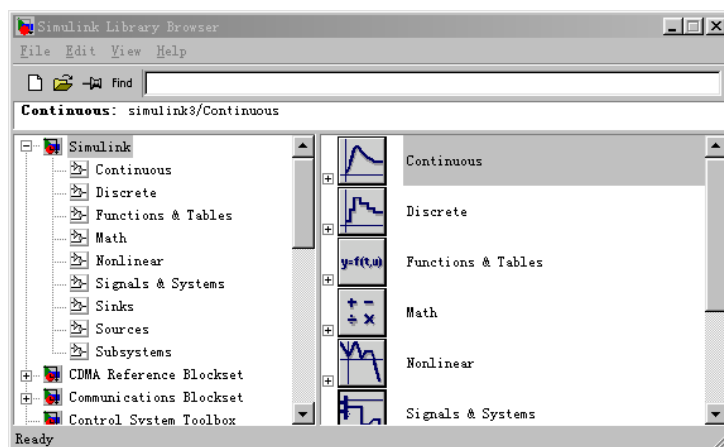 Simulink Library Browser
File Edit View Help
Find
Continuous: simulink3/Continuous
Simulink
Continuous
Discrete
Functions & Tables
Math
Nonlinear
Signals & Systems
Sinks
Sources
Subsystems
CDMA Reference Blockset
Communications Blockset
Control System Toolbox
Continuous
Discrete
y=f(t,u)
Functions & Tables
+ −
÷ ×
Math
Nonlinear
Signals & Systems
Ready